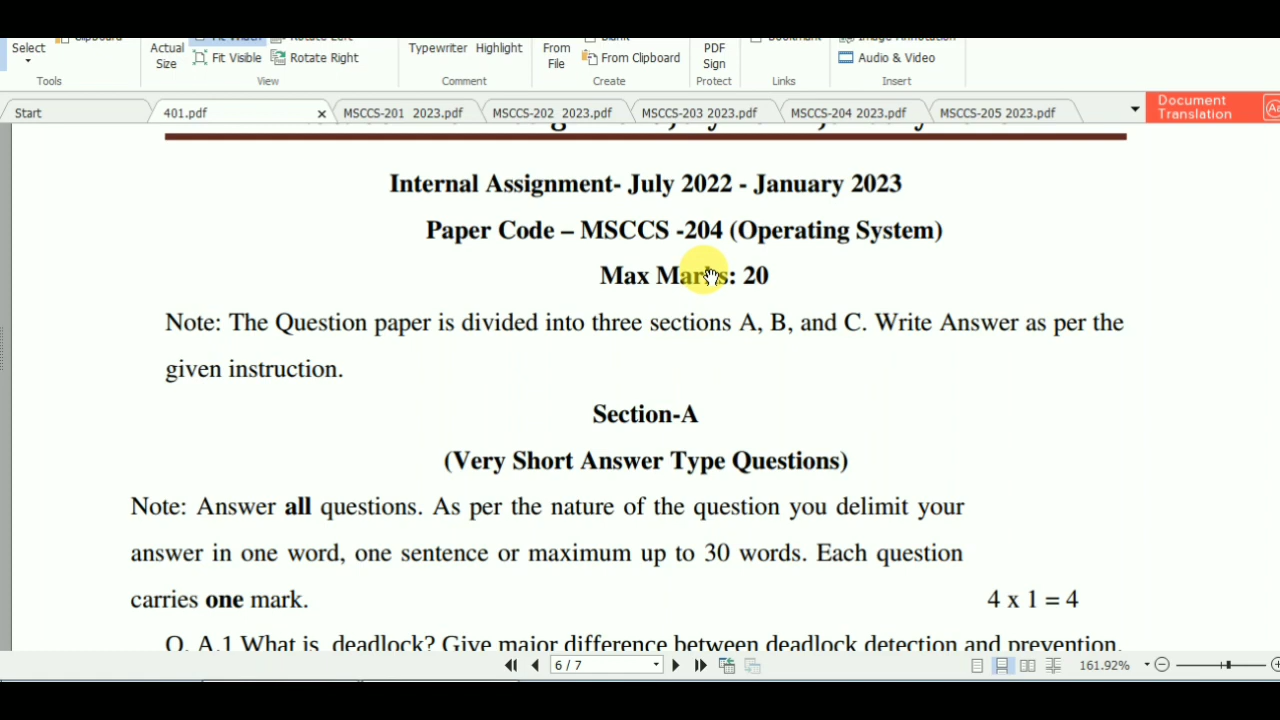 Select
Actual Size
Fit Visible
Rotate Right
Typewriter Highlight
From File
From Clipboard
PDF Sign
Audio & Video
Tools
View
Comment
Create
Protect
Links
Insert
Start
401.pdf x
MSCCS-201 2023.pdf
MSCCS-202 2023.pdf
MSCCS-203 2023.pdf
MSCCS-204 2023.pdf
MSCCS-205 2023.pdf
Document Translation
Internal Assignment- July 2022 - January 2023
Paper Code – MSCCS -204 (Operating System)
Max Marks: 20
Note: The Question paper is divided into three sections A, B, and C. Write Answer as per the
given instruction.
Section-A
(Very Short Answer Type Questions)
Note: Answer all questions. As per the nature of the question you delimit your
answer in one word, one sentence or maximum up to 30 words. Each question
carries one mark. 4 x 1 = 4
Q. A.1 What is deadlock? Give major difference between deadlock detection and prevention.
6 / 7
161.92%